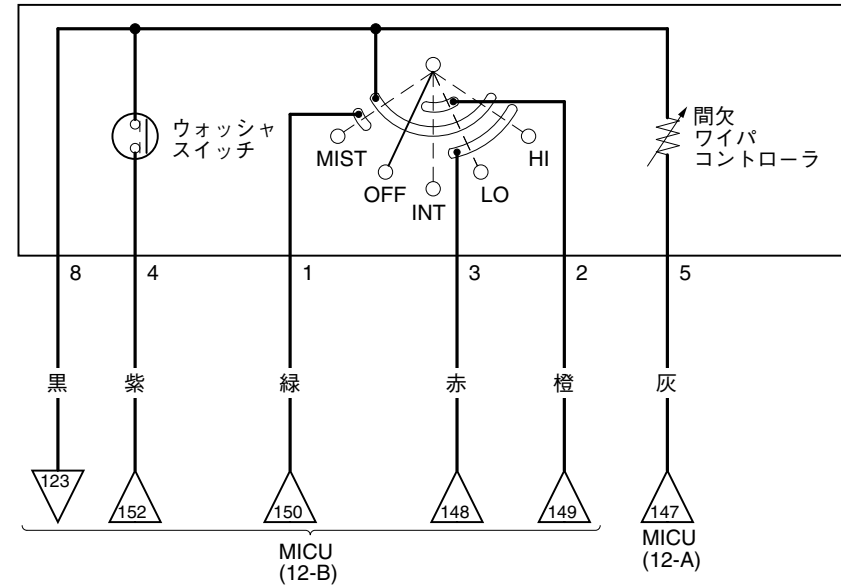 ウォッシャ
スイッチ
MIST
OFF
INT
LO
HI
間欠
ワイパ
コントローラ
8
4
1
3
2
5
黒
紫
緑
赤
橙
灰
123
152
150
148
149
147
MICU
(12-B)
MICU
(12-A)